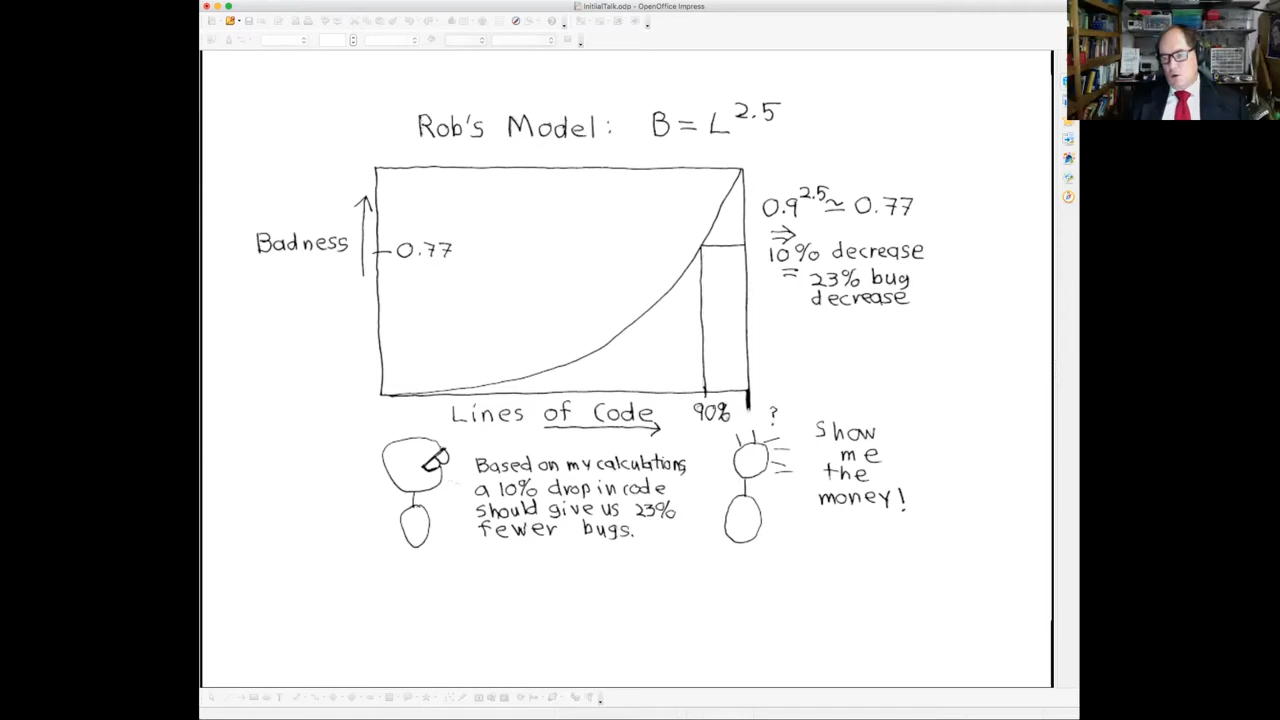 InitialTalk.odp - OpenOffice Impress
Rob's Model: B = L^2.5
0.9^2.5 ≃ 0.77
⇒
10% decrease
= 23% bug
decrease
Badness
0.77
Lines of Code
90%
?
Based on my calculations
a 10% drop in code
should give us 23%
fewer bugs.
Show
me
the
money!